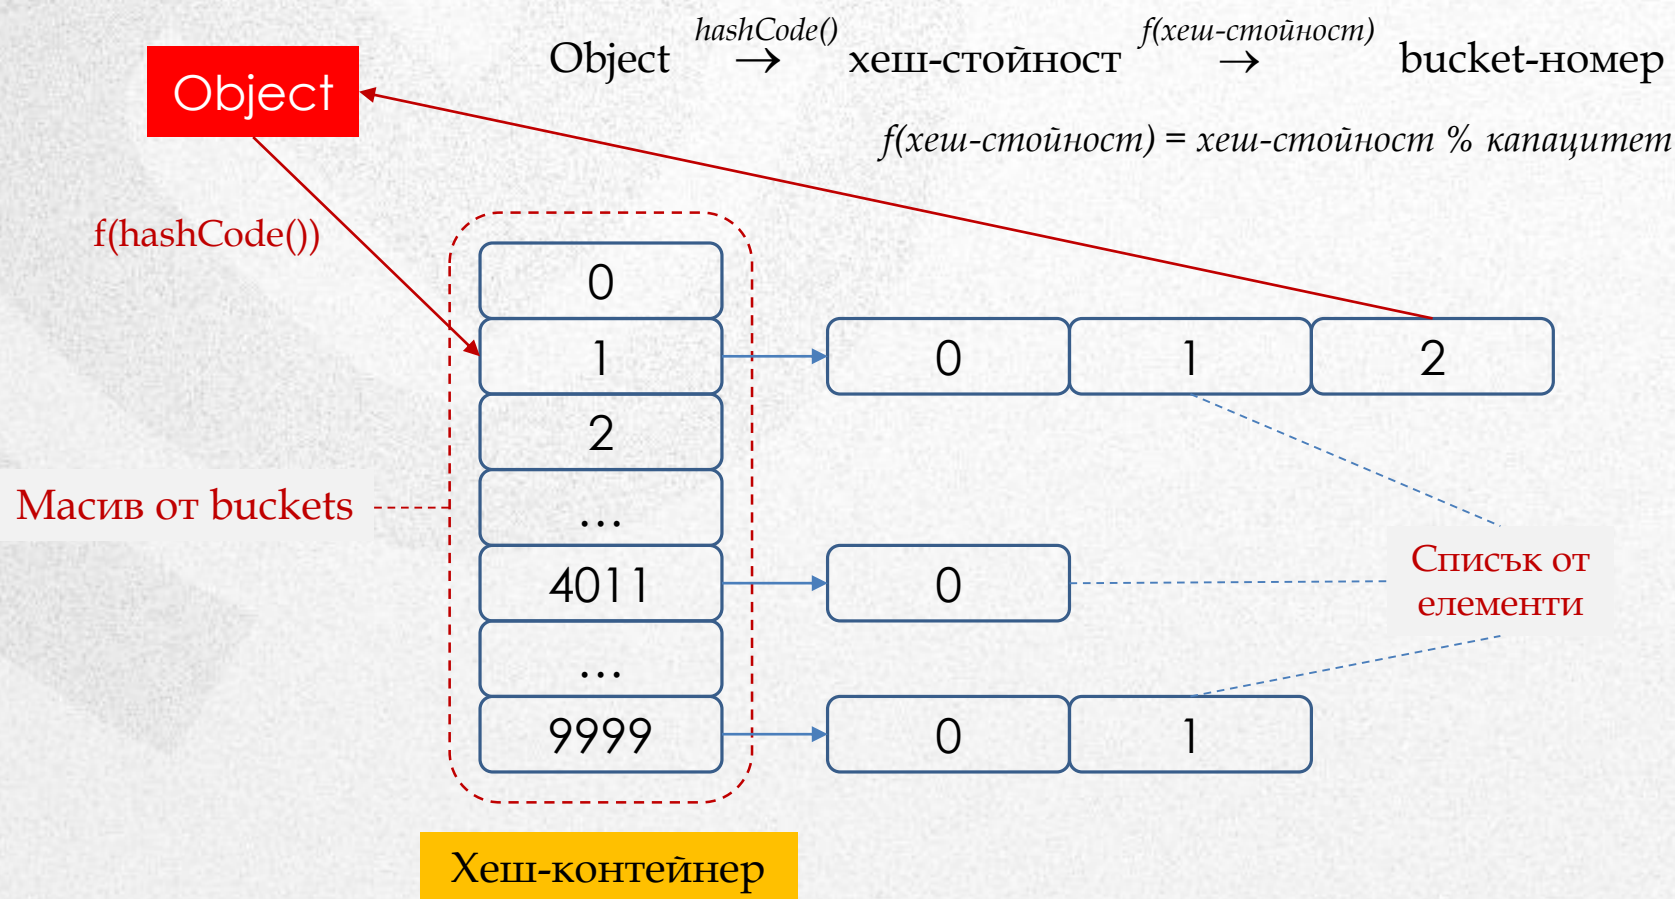 Object hashCode() → хеш-стойност f(хеш-стойност) → bucket-номер
Object
f(хеш-стойност) = хеш-стойност % капацитет
f(hashCode())
0
1
0
1
2
2
Масив от buckets
...
Списък от
елементи
4011
0
...
9999
0
1
Хеш-контейнер